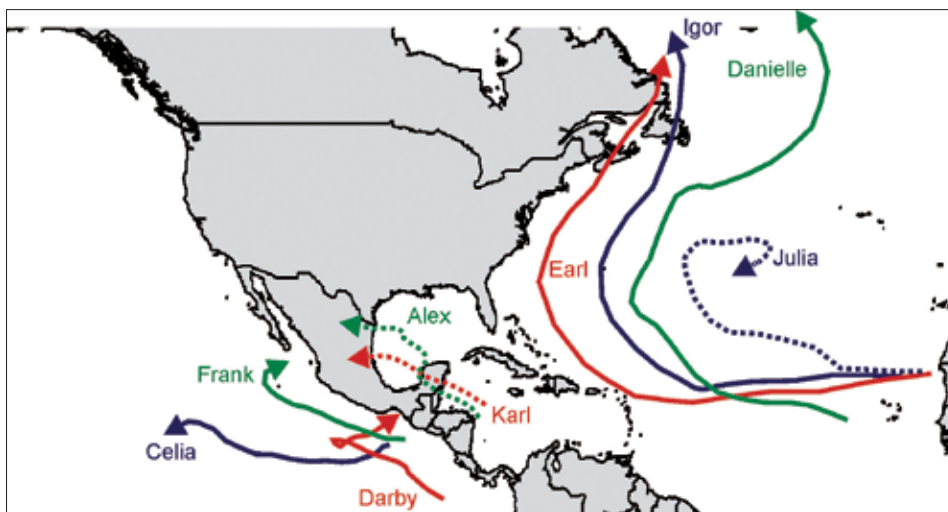 Igor
Danielle
Julia
Earl
Alex
Frank
Karl
Celia
Darby